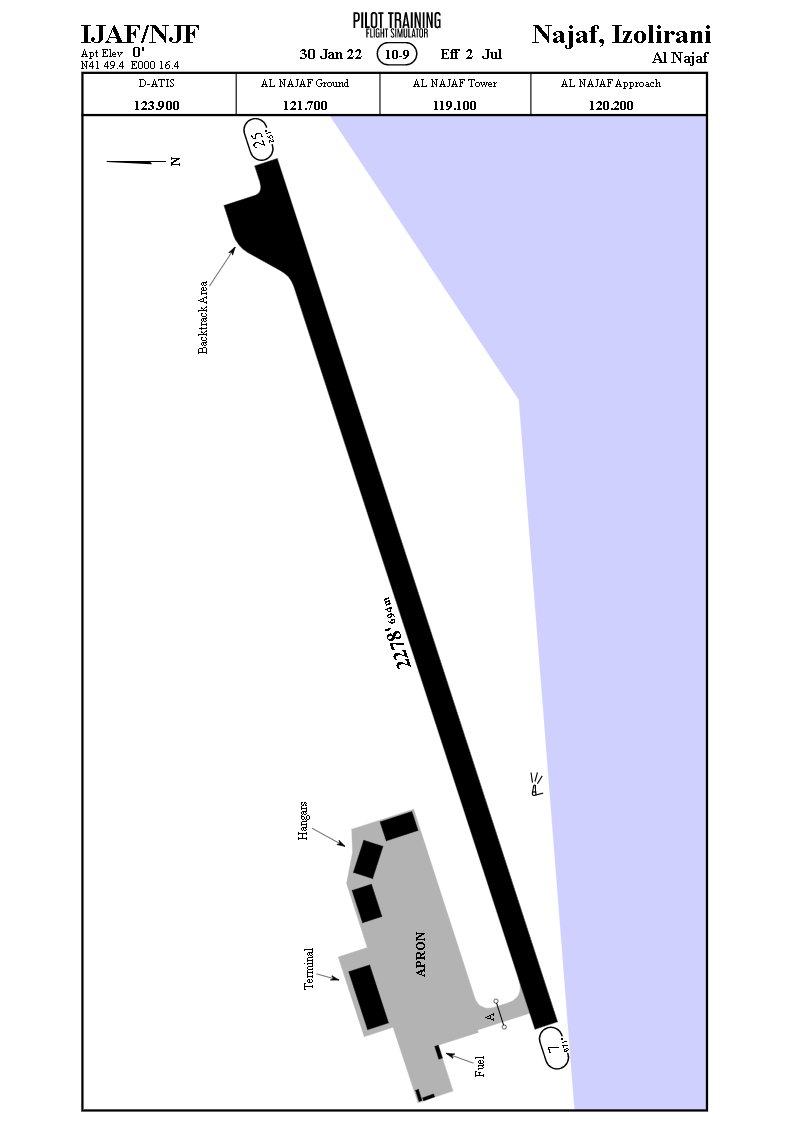 IJAF/NJF
Apt Elev 0'
N41 49.4 E000 16.4
PILOT TRAINING
FLIGHT SIMULATOR
30 Jan 22 10-9 Eff 2 Jul
Najaf, Izolirani
Al Najaf
D-ATIS
123.900
AL NAJAF Ground
121.700
AL NAJAF Tower
119.100
AL NAJAF Approach
120.200
25
251°
N
Backtrack Area
2278' 694m
Hangars
Terminal
APRON
A
Fuel
7
071°